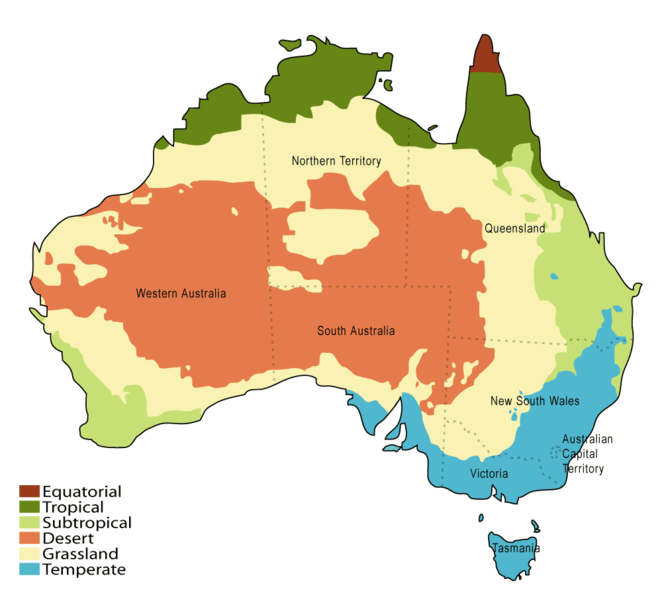 Northern Territory
Queensland
Western Australia
South Australia
New South Wales
Australian
Capital
Territory
Victoria
Tasmania
Equatorial
Tropical
Subtropical
Desert
Grassland
Temperate